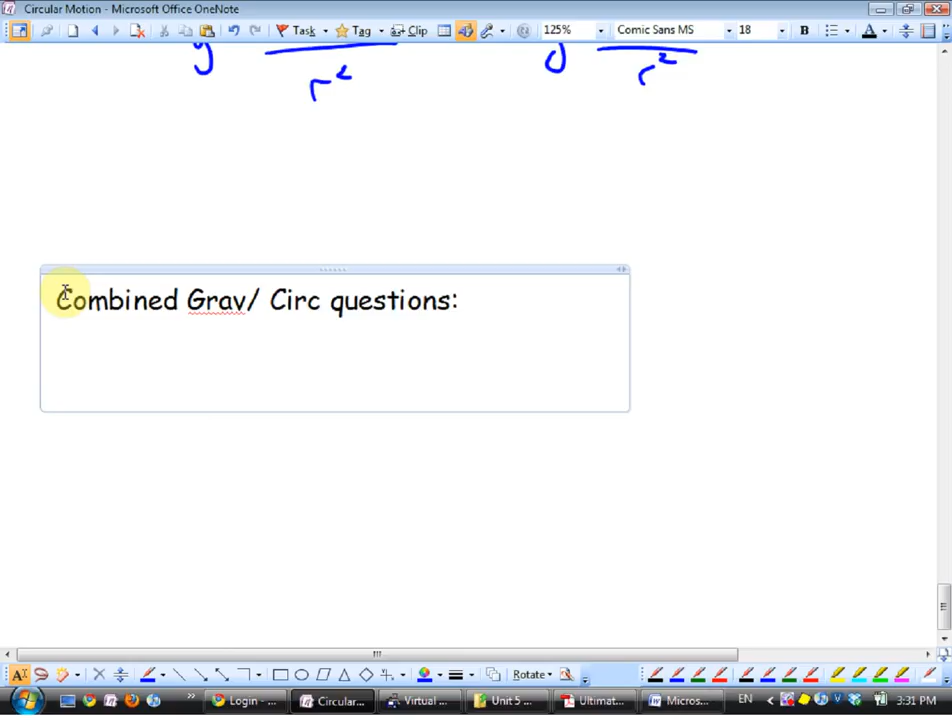 Circular Motion - Microsoft Office OneNote
Task Tag Clip 125% Comic Sans MS 18 B A
g r² g r²
Combined Grav/ Circ questions:
A Rotate
Login - ... Circular... Virtual ... Unit 5 ... Ultimat... Micros... EN 3:31 PM